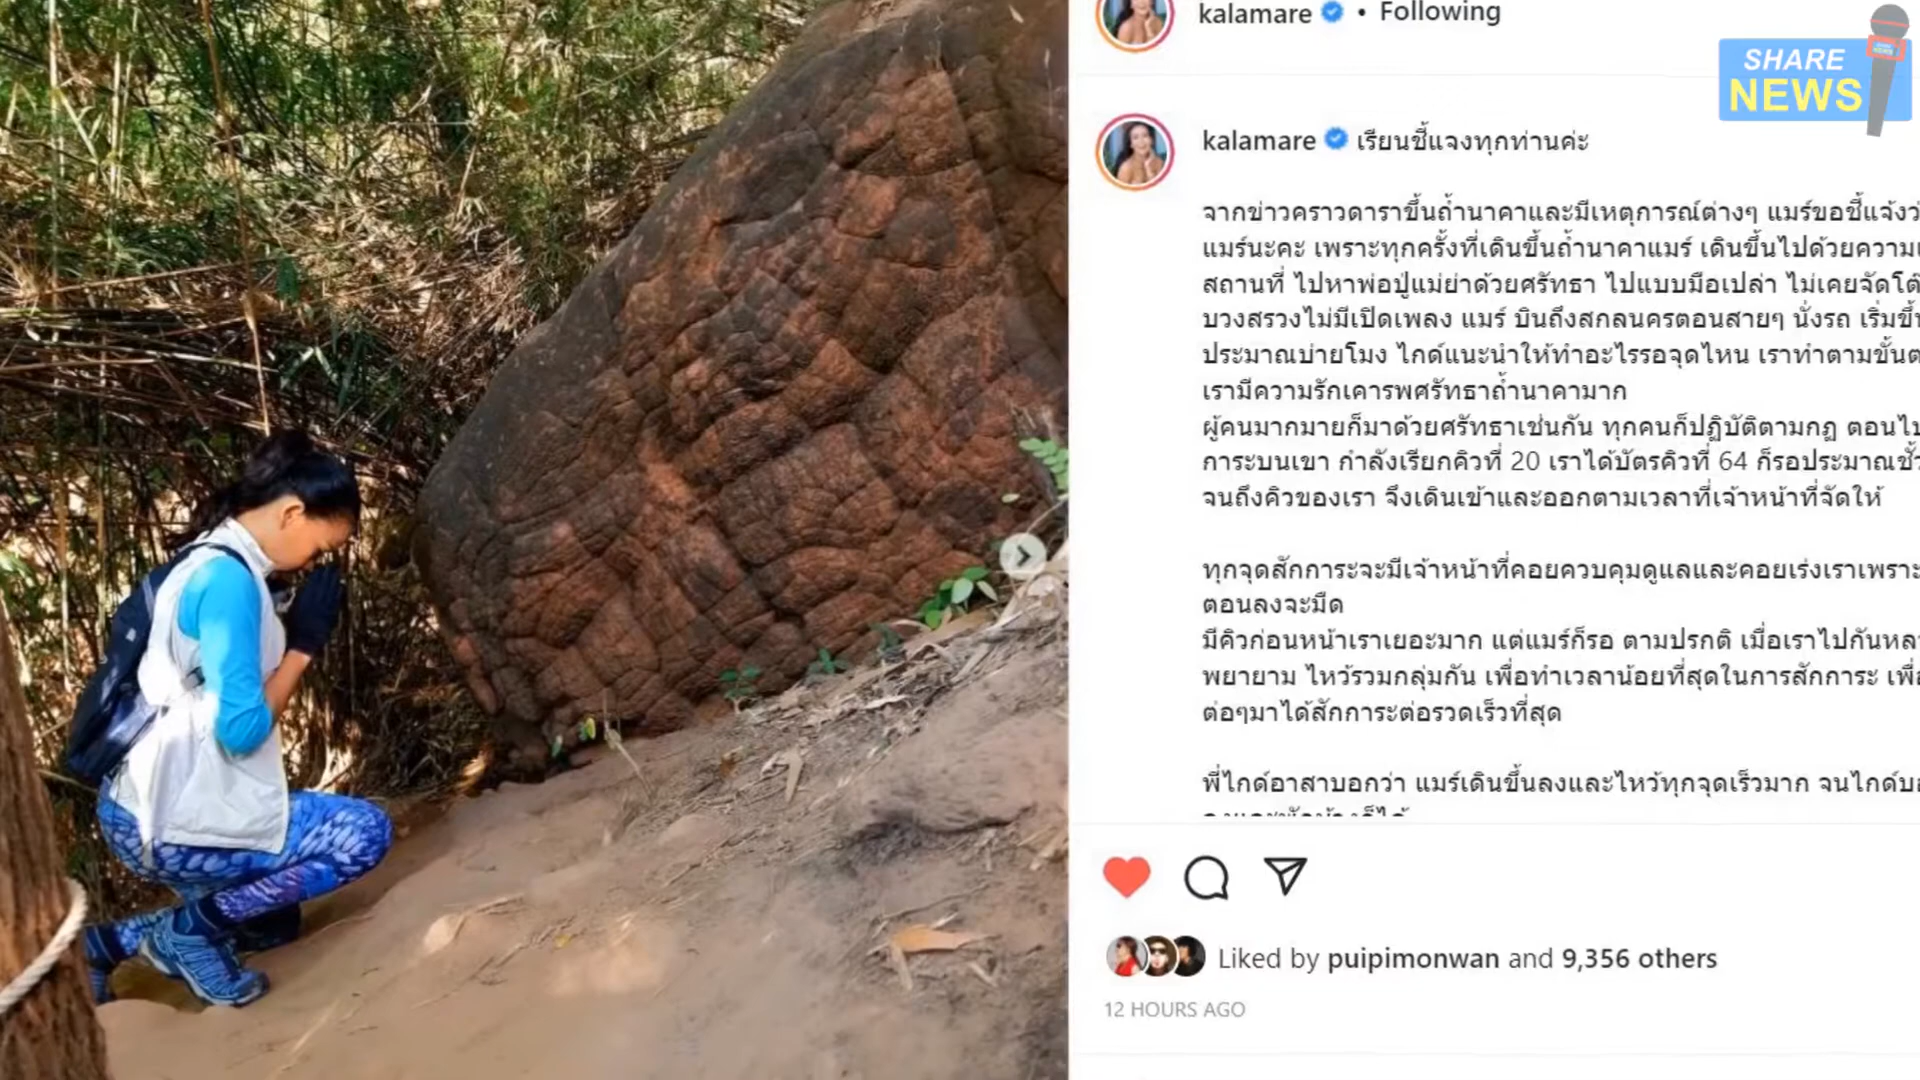 kalamare • Following
SHARE
NEWS
kalamare เรียนชี้แจงทุกท่านค่ะ
จากข่าวคราวดาราขึ้นถ้ำนาคาและมีเหตุการณ์ต่างๆ แมร์ขอชี้แจ้งว่
แมร์นะคะ เพราะทุกครั้งที่เดินขึ้นถ้ำนาคาแมร์ เดินขึ้นไปด้วยความ
สถานที่ ไปหาพ่อปู่แม่ย่าด้วยศรัทธา ไปแบบมือเปล่า ไม่เคยจัดโต๊
บวงสรวงไม่มีเปิดเพลง แมร์ บินถึงสกลนครตอนสายๆ นั่งรถ เริ่มขึ้
ประมาณบ่ายโมง ไกด์แนะนำให้ทำอะไรรอจุดไหน เราทำตามขั้นต
เรามีความรักเคารพศรัทธาถ้ำนาคามาก
ผู้คนมากมายก็มาด้วยศรัทธาเช่นกัน ทุกคนก็ปฏิบัติตามกฏ ตอนไป
การะบนเขา กำลังเรียกคิวที่ 20 เราได้บัตรคิวที่ 64 ก็รอประมาณชั่ว
จนถึงคิวของเรา จึงเดินเข้าและออกตามเวลาที่เจ้าหน้าที่จัดให้
ทุกจุดสักการะจะมีเจ้าหน้าที่คอยควบคุมดูแลและคอยเร่งเราเพราะ
ตอนลงจะมืด
มีคิวก่อนหน้าเราเยอะมาก แต่แมร์ก็รอ ตามปรกติ เมื่อเราไปกันหลา
พยายาม ไหว้รวมกลุ่มกัน เพื่อทำเวลาน้อยที่สุดในการสักการะ เพื่
ต่อๆมาได้สักการะต่อรวดเร็วที่สุด
พี่ไกด์อาสาบอกว่า แมร์เดินขึ้นลงและไหว้ทุกจุดเร็วมาก จนไกด์บอ
Liked by puipimonwan and 9,356 others
12 HOURS AGO